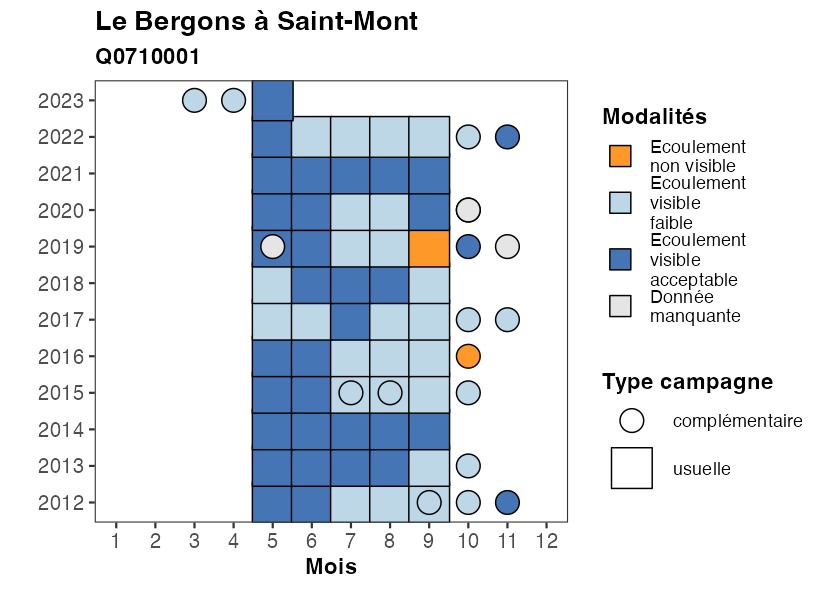 Le Bergons à Saint-Mont
Q0710001
2023
2022
2021
2020
2019
2018
2017
2016
2015
2014
2013
2012
1 2 3 4 5 6 7 8 9 10 11 12
Mois
Modalités
Ecoulement
non visible
Ecoulement
visible
faible
Ecoulement
visible
acceptable
Donnée
manquante
Type campagne
complémentaire
usuelle